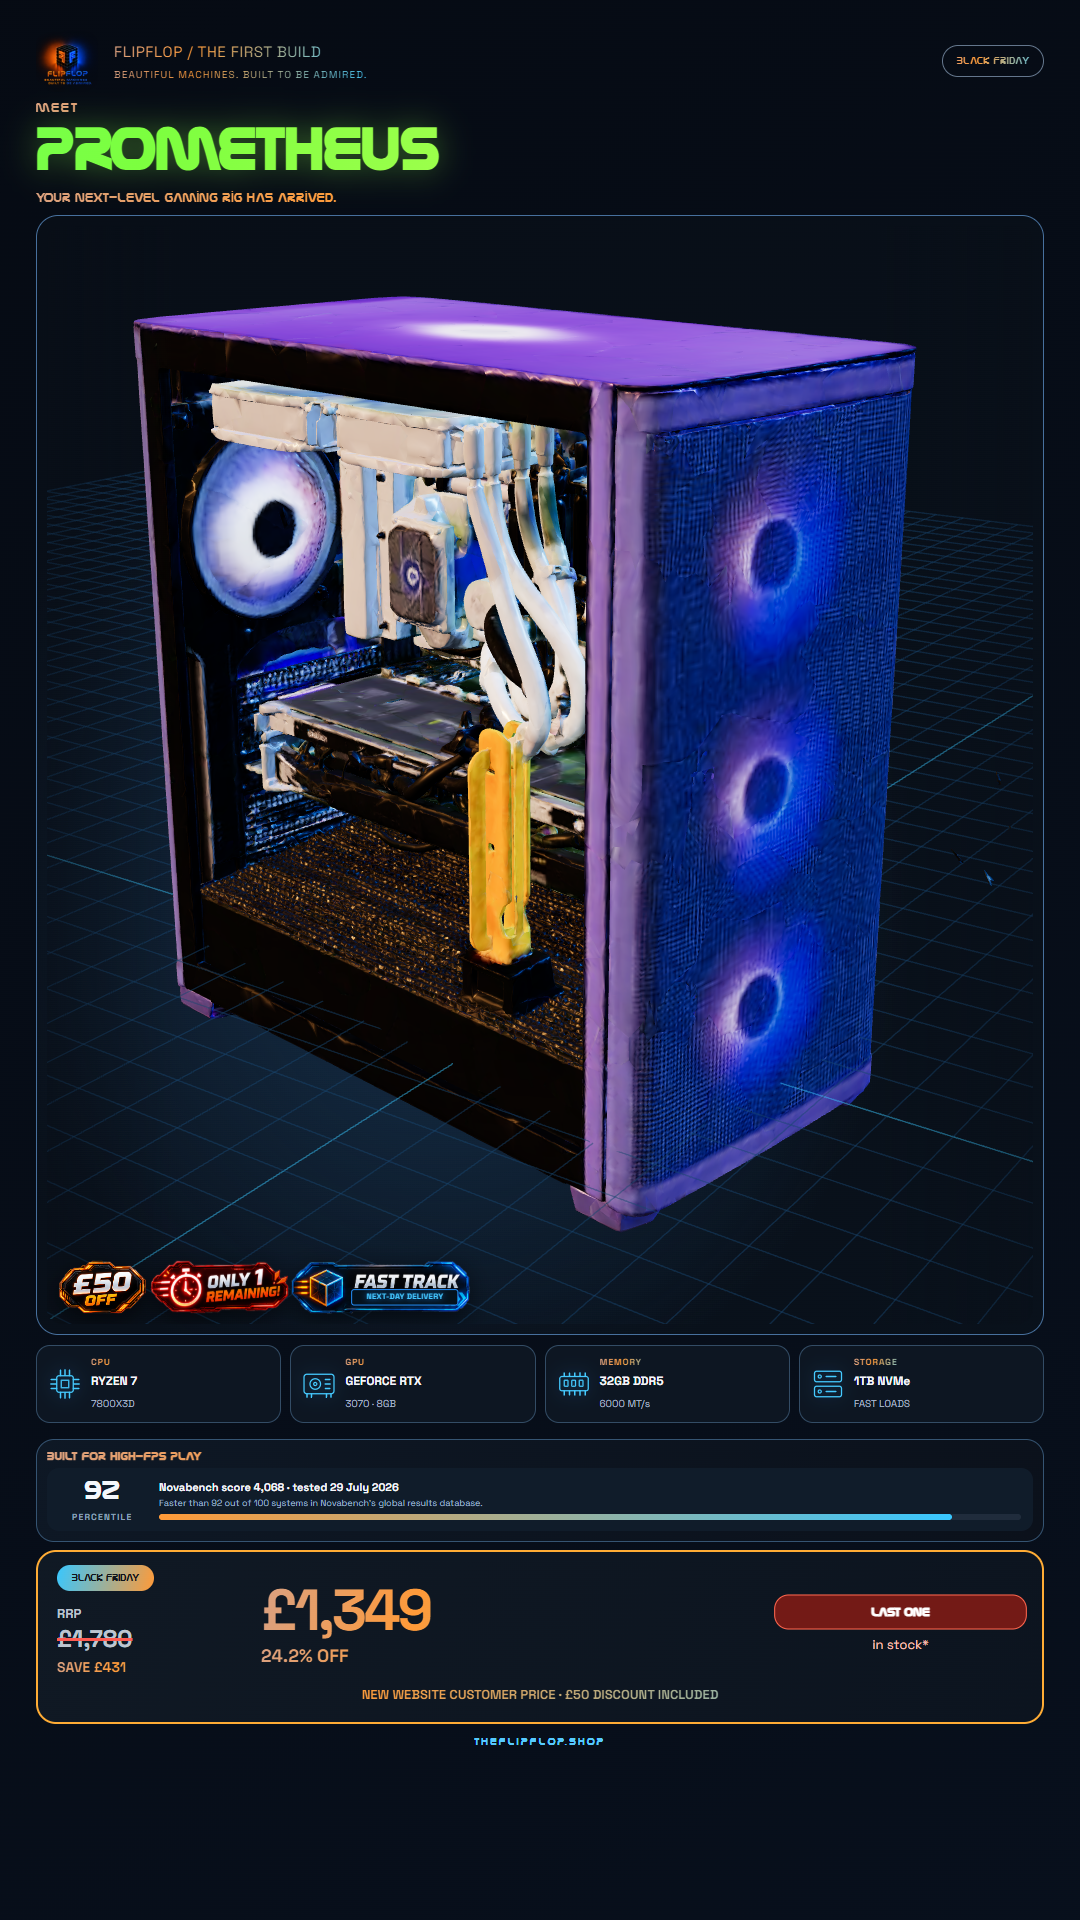 FLIPFLOP
FLIPFLOP / THE FIRST BUILD
BEAUTIFUL MACHINES. BUILT TO BE ADMIRED.
BLACK FRIDAY
MEET
PROMETHEUS
YOUR NEXT-LEVEL GAMING RIG HAS ARRIVED.
£50 OFF
ONLY 1 REMAINING!
FAST TRACK
NEXT-DAY DELIVERY
CPU
RYZEN 7
7800X3D
GPU
GEFORCE RTX
3070 · 8GB
MEMORY
32GB DDR5
6000 MT/s
STORAGE
1TB NVMe
FAST LOADS
BUILT FOR HIGH-FPS PLAY
92
PERCENTILE
Novabench score 4,068 · tested 29 July 2026
Faster than 92 out of 100 systems in Novabench's global results database.
BLACK FRIDAY
RRP
£1,780
SAVE £431
£1,349
24.2% OFF
LAST ONE
in stock*
NEW WEBSITE CUSTOMER PRICE · £50 DISCOUNT INCLUDED
THEFLIPFLOP.SHOP